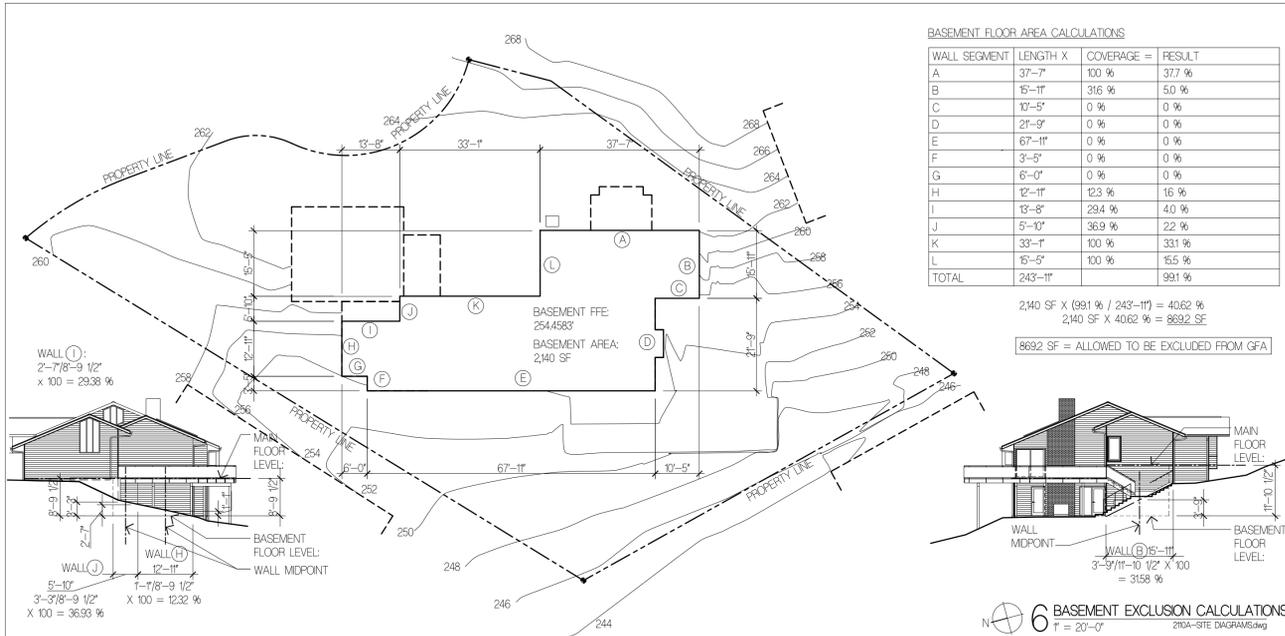 BASEMENT FLOOR AREA CALCULATIONS
WALL SEGMENT LENGTH X COVERAGE = RESULT
A 37'-7" 100 % 37.7 %
B 15'-11" 31.6 % 5.0 %
C 10'-5" 0 % 0 %
D 21'-9" 0 % 0 %
E 67'-11" 0 % 0 %
F 3'-5" 0 % 0 %
G 6'-0" 0 % 0 %
H 12'-11" 12.3 % 1.6 %
I 13'-8" 29.4 % 4.0 %
J 5'-10" 36.9 % 2.2 %
K 33'-1" 100 % 33.1 %
L 15'-5" 100 % 15.5 %
TOTAL 243'-11" 99.1 %
2,140 SF X (99.1 % / 243'-11") = 40.62 %
2,140 SF X 40.62 % = 869.2 SF
869.2 SF = ALLOWED TO BE EXCLUDED FROM GFA
268
264
262
PROPERTY LINE
PROPERTY LINE
13'-8"
33'-1"
37'-7"
268
266
264
262
260
258
256
254
252
250
248
246
PROPERTY LINE
260
15'-5"
12'-11"
A
B
C
D
E
F
G
H
I
J
K
L
15'-11"
21'-9"
BASEMENT FFE:
254.4583'
BASEMENT AREA:
2,140 SF
WALL I :
2'-7"/8'-9 1/2"
x 100 = 29.38 %
258
256
254
252
250
248
246
244
PROPERTY LINE
PROPERTY LINE
6'-0"
67'-11"
10'-5"
MAIN
FLOOR
LEVEL:
8'-9 1/2"
3'-3"
2'-7"
1'-1"
8'-9 1/2"
BASEMENT
FLOOR LEVEL:
WALL MIDPOINT
WALL J
5'-10"
3'-3"/8'-9 1/2"
X 100 = 36.93 %
WALL H
12'-11"
1'-1"/8'-9 1/2"
X 100 = 12.32 %
MAIN
FLOOR
LEVEL:
3'-9"
11'-10 1/2"
WALL
MIDPOINT
BASEMENT
FLOOR
LEVEL:
WALL B 15'-11"
3'-9"/11'-10 1/2" X 100
= 31.58 %
N
6 BASEMENT EXCLUSION CALCULATIONS
1" = 20'-0"
2110A-SITE DIAGRAMS.dwg